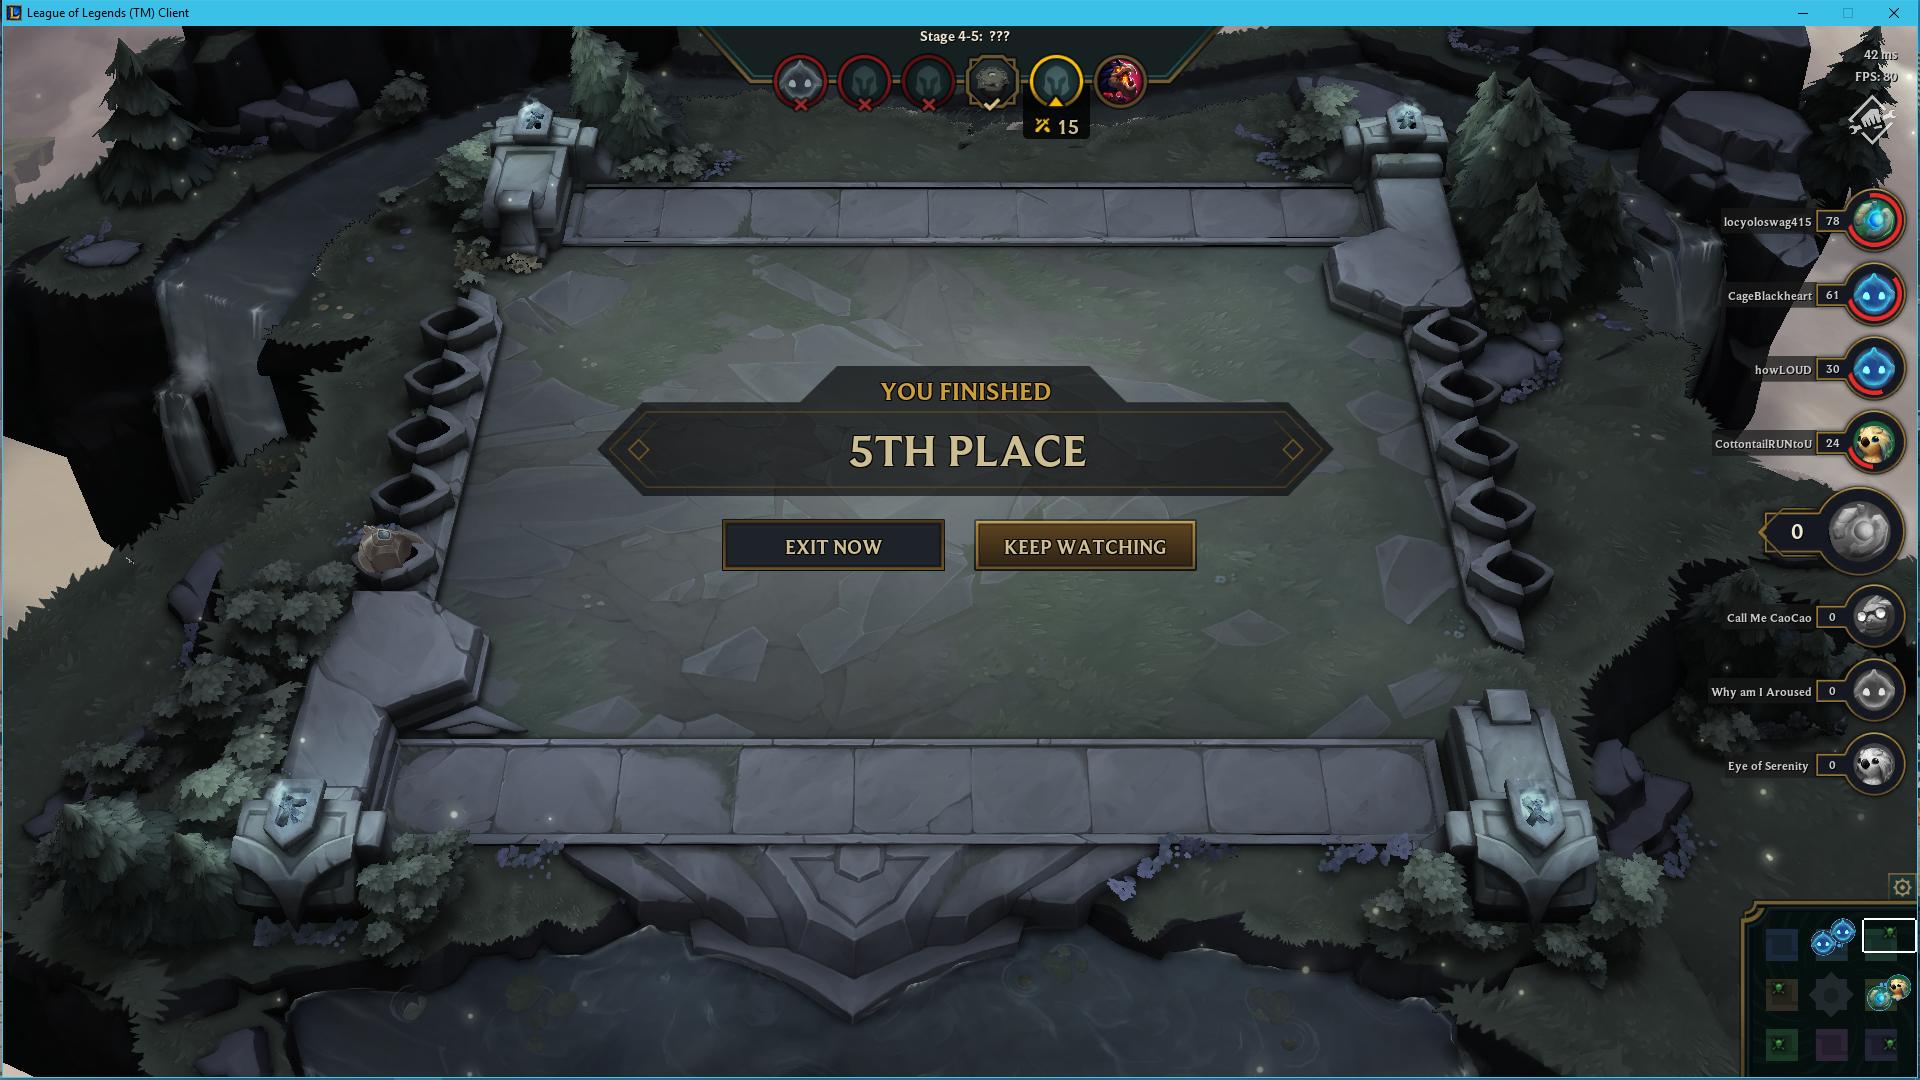 League of Legends (TM) Client
Stage 4-5: ???
42 ms
FPS: 80
15
locyoloswag415 78
CageBlackheart 61
howLOUD 30
YOU FINISHED
5TH PLACE
CottontailRUNtoU 24
0
EXIT NOW
KEEP WATCHING
Call Me CaoCao 0
Why am I Aroused 0
Eye of Serenity 0